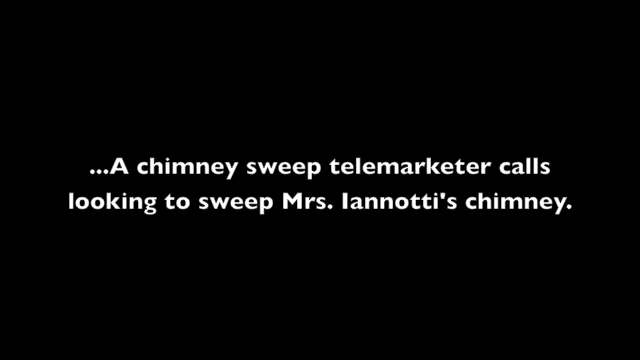 ...A chimney sweep telemarketer calls
looking to sweep Mrs. Iannotti's chimney.